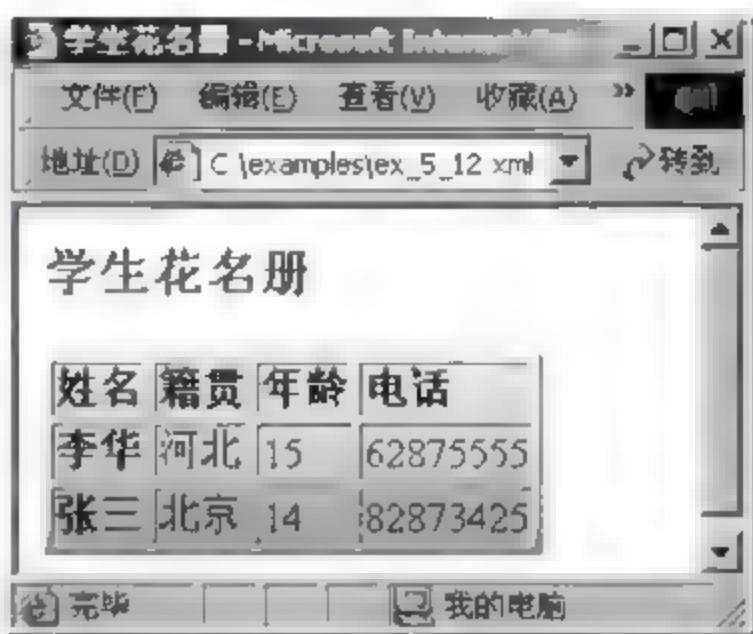 学生花名册 - Microsoft Internet
文件(F) 编辑(E) 查看(V) 收藏(A) »
地址(D) C \examples\ex_5_12 xml 转到
学生花名册
姓名 籍贯 年龄 电话
李华 河北 15 62875555
张三 北京 14 82873425
完毕 我的电脑